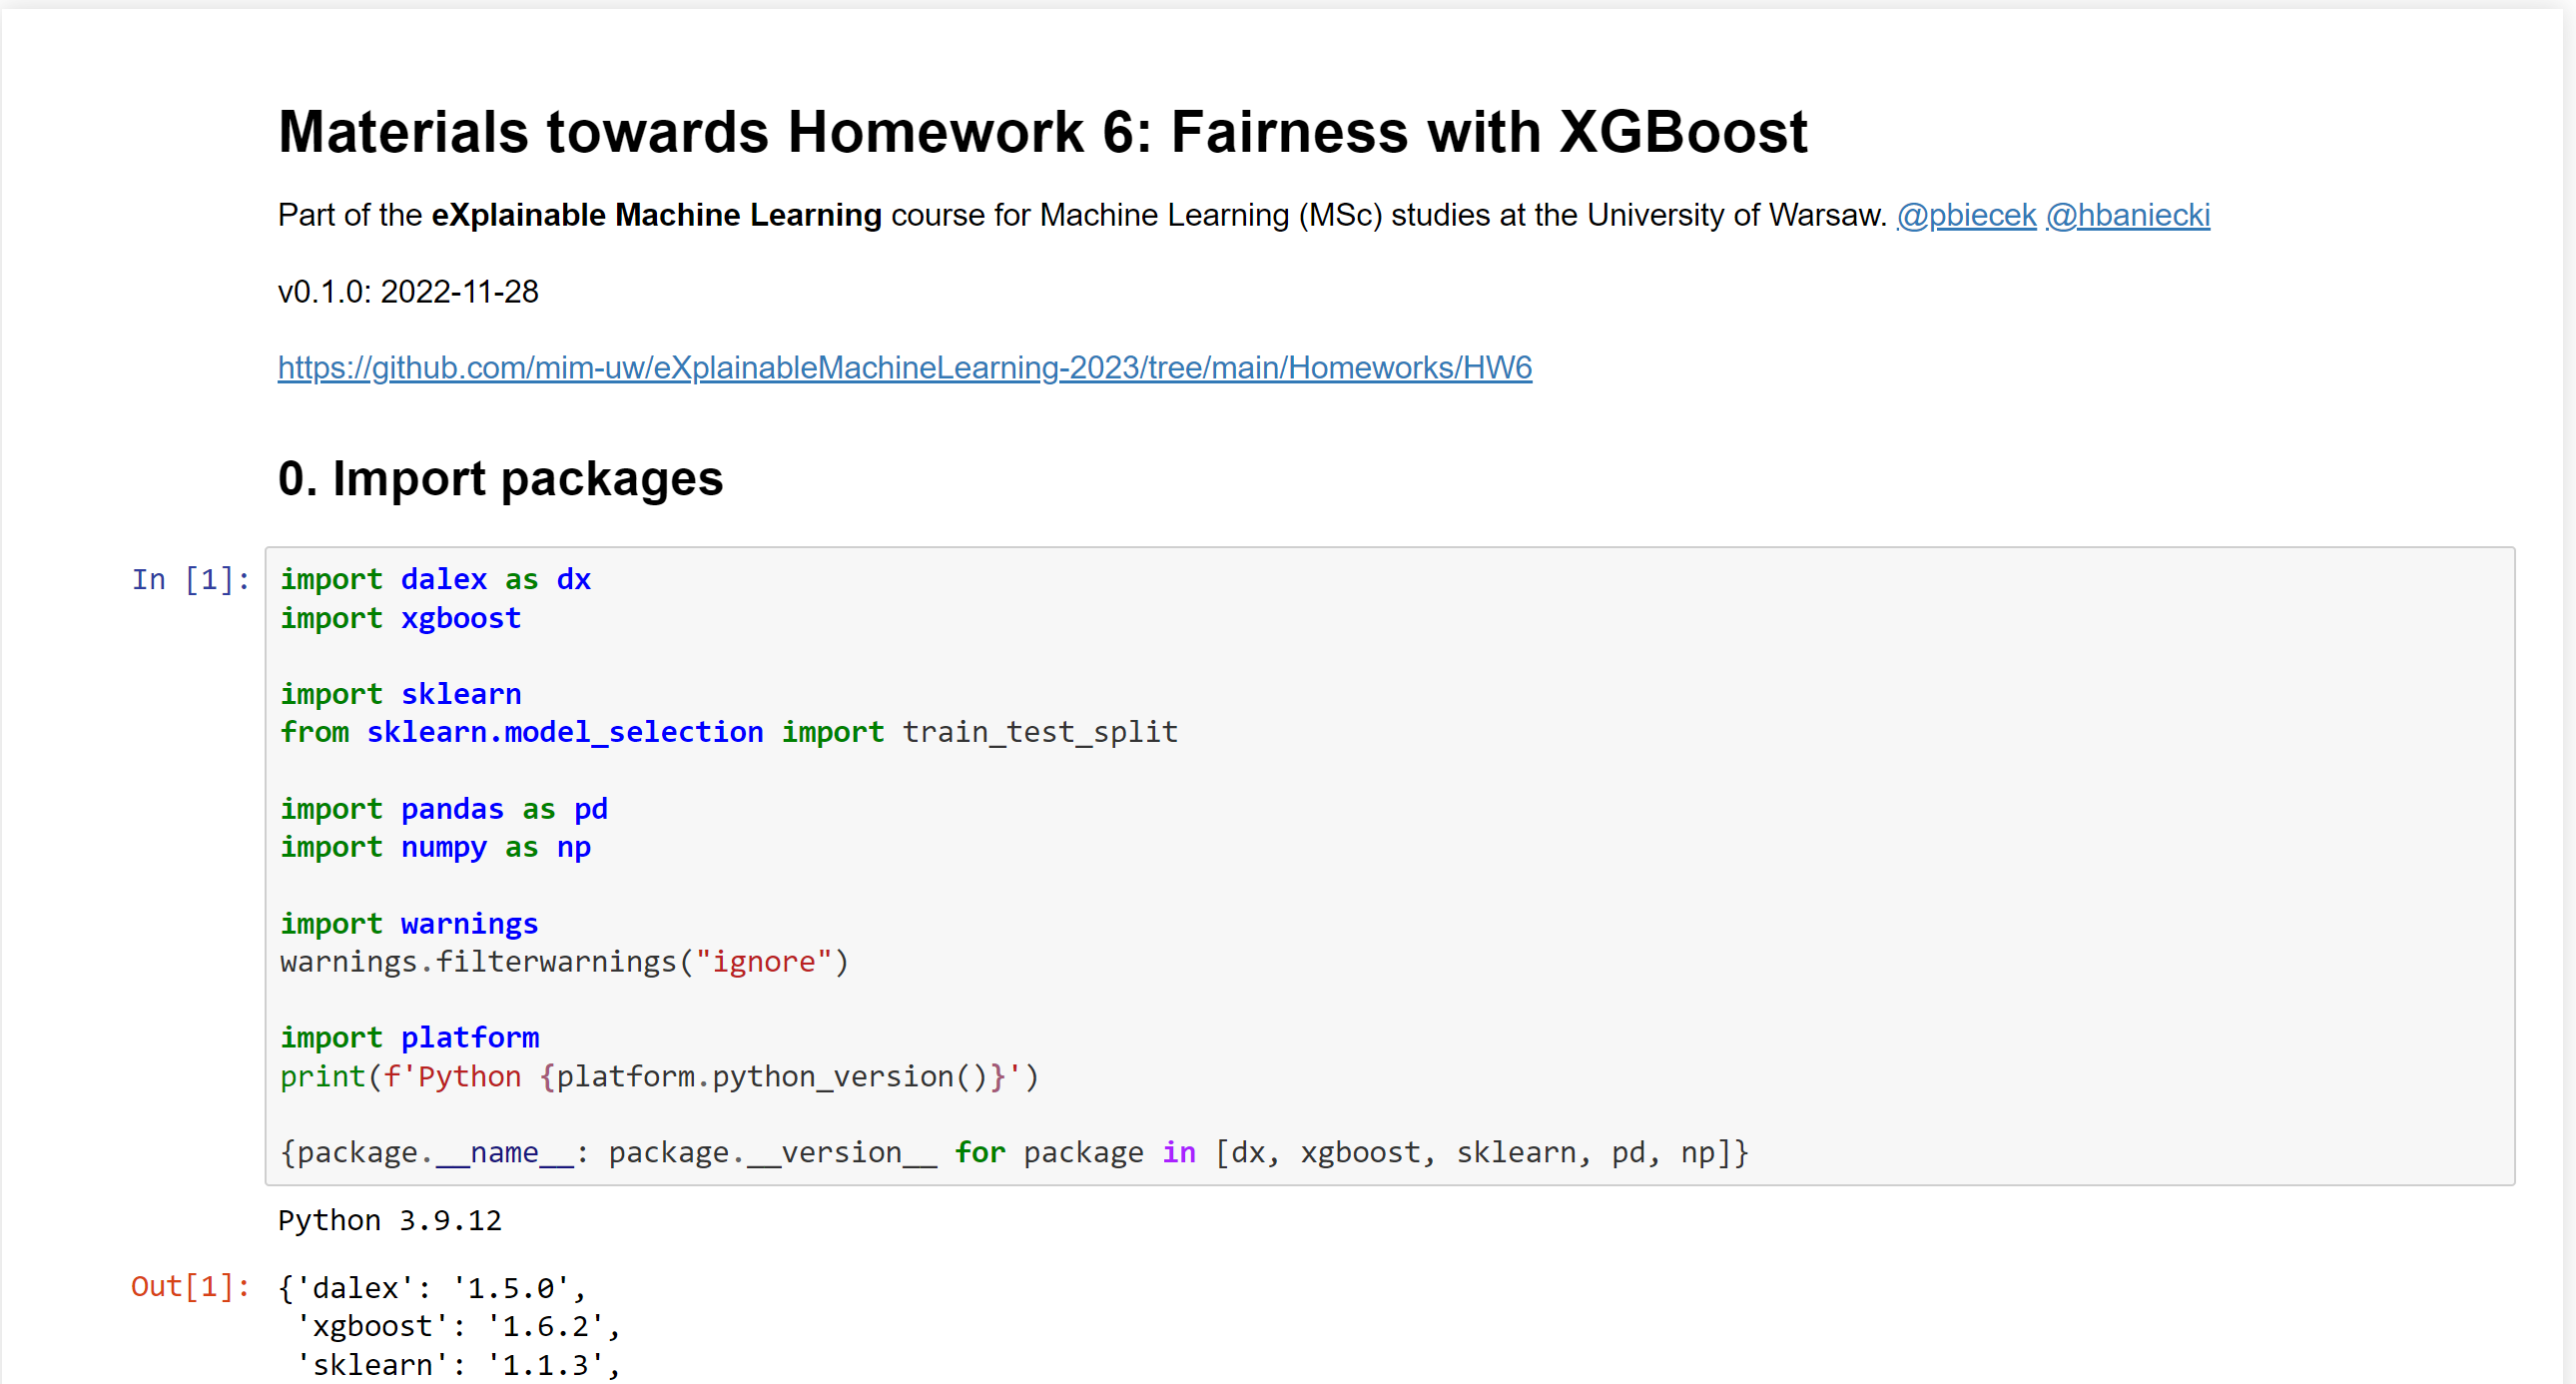 Materials towards Homework 6: Fairness with XGBoost
Part of the eXplainable Machine Learning course for Machine Learning (MSc) studies at the University of Warsaw. @pbiecek @hbaniecki
v0.1.0: 2022-11-28
https://github.com/mim-uw/eXplainableMachineLearning-2023/tree/main/Homeworks/HW6
0. Import packages
In [1]:
import dalex as dx
import xgboost
import sklearn
from sklearn.model_selection import train_test_split
import pandas as pd
import numpy as np
import warnings
warnings.filterwarnings("ignore")
import platform
print(f'Python {platform.python_version()}')
{package.__name__: package.__version__ for package in [dx, xgboost, sklearn, pd, np]}
Python 3.9.12
Out[1]:
{'dalex': '1.5.0',
'xgboost': '1.6.2',
'sklearn': '1.1.3',